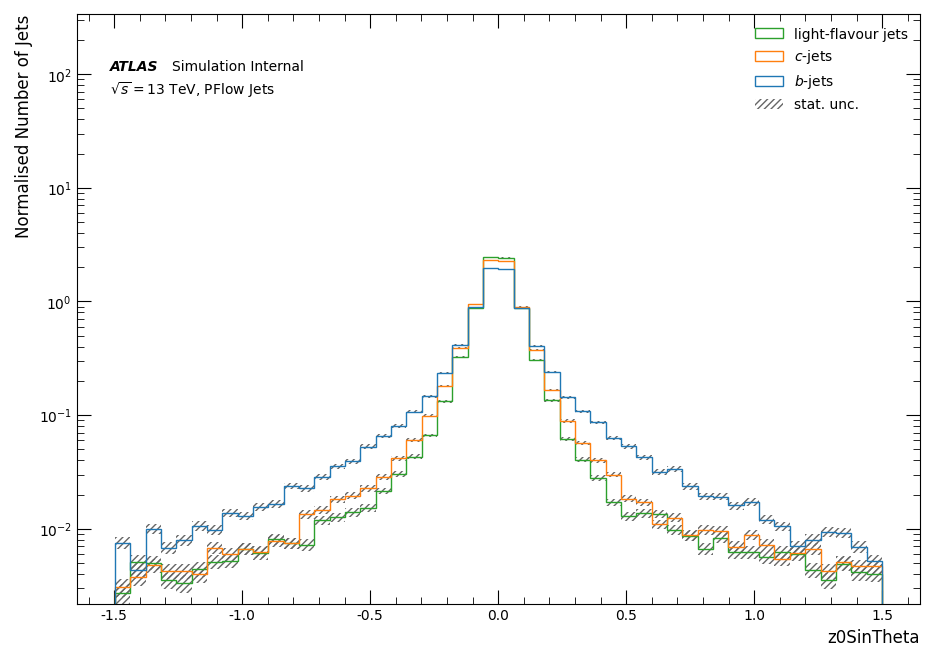 Normalised Number of Jets
ATLAS Simulation Internal
√s = 13 TeV, PFlow Jets
light-flavour jets
c-jets
b-jets
stat. unc.
10²
10¹
10⁰
10⁻¹
10⁻²
-1.5 -1.0 -0.5 0.0 0.5 1.0 1.5
z0SinTheta